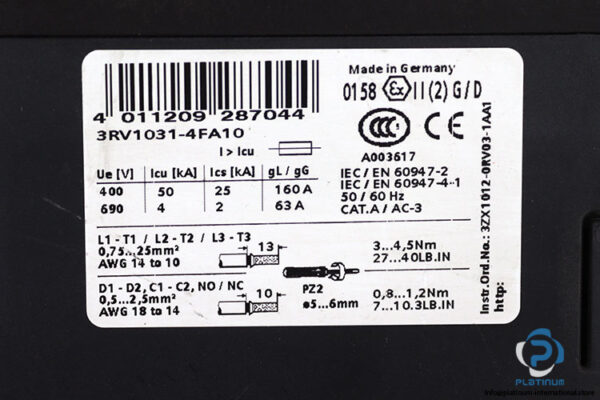 4 011209 287044
3RV1031-4FA10
I > Icu
Ue [V] Icu [kA] Ics [kA] gL / gG
400 50 25 160 A
690 4 2 63 A
Made in Germany
0158 Ex II (2) G/D
CCC
A003617
IEC/EN 60947-2
IEC/EN 60947-4-1
50 / 60 Hz
CAT.A / AC-3
L1 - T1 / L2 - T2 / L3 - T3
0,75...25mm²
AWG 14 to 10
13
3...4,5Nm
27...40LB.IN
D1 - D2, C1 - C2, NO / NC
0,5...2,5mm²
AWG 18 to 14
10
PZ2
ø5...6mm
0,8...1,2Nm
7...10.3LB.IN
Instr.Ord.No.: 3ZX1012-0RV03-1AA1
http:
PLATINUM
info@platinum-international.store